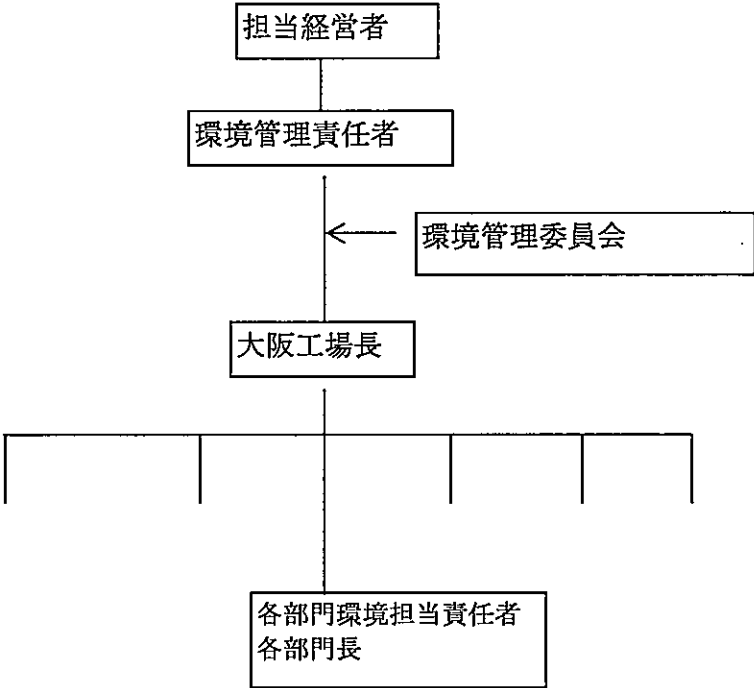 担当経営者
環境管理責任者
環境管理委員会
大阪工場長
各部門環境担当責任者
各部門長